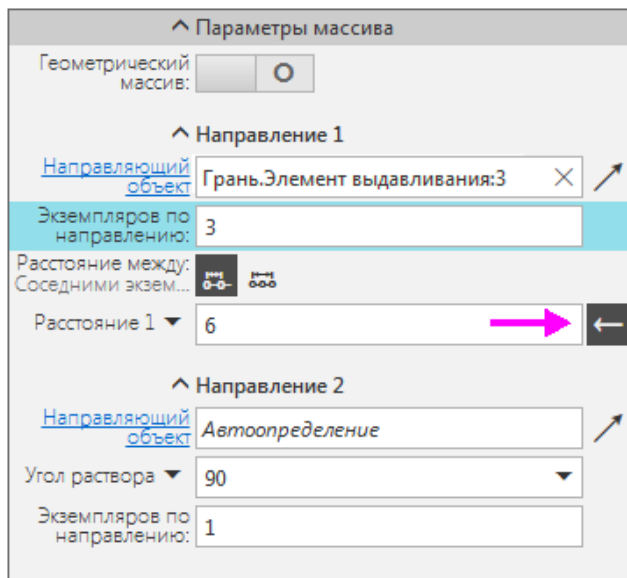 Параметры массива
Геометрический
массив:
Направление 1
Направляющий
объект
Грань.Элемент выдавливания:3
Экземпляров по
направлению:
3
Расстояние между:
Соседними экзем...
Расстояние 1
6
Направление 2
Направляющий
объект
Автоопределение
Угол раствора
90
Экземпляров по
направлению:
1